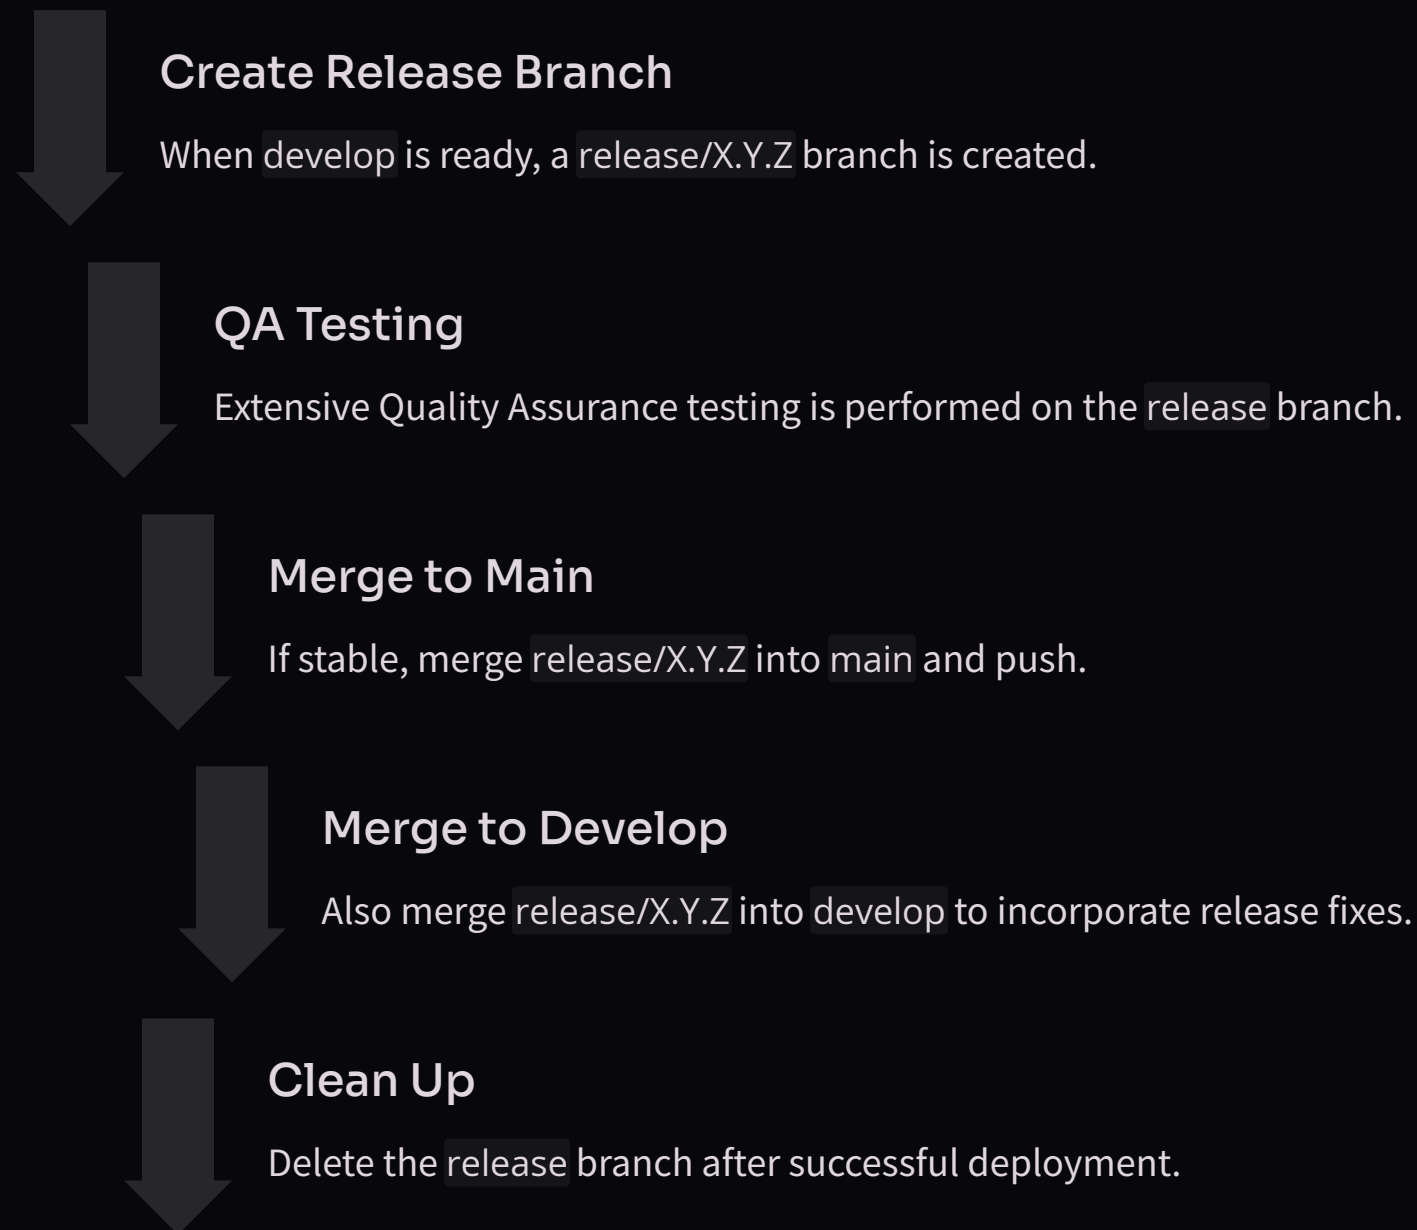 Create Release Branch
When develop is ready, a release/X.Y.Z branch is created.
QA Testing
Extensive Quality Assurance testing is performed on the release branch.
Merge to Main
If stable, merge release/X.Y.Z into main and push.
Merge to Develop
Also merge release/X.Y.Z into develop to incorporate release fixes.
Clean Up
Delete the release branch after successful deployment.